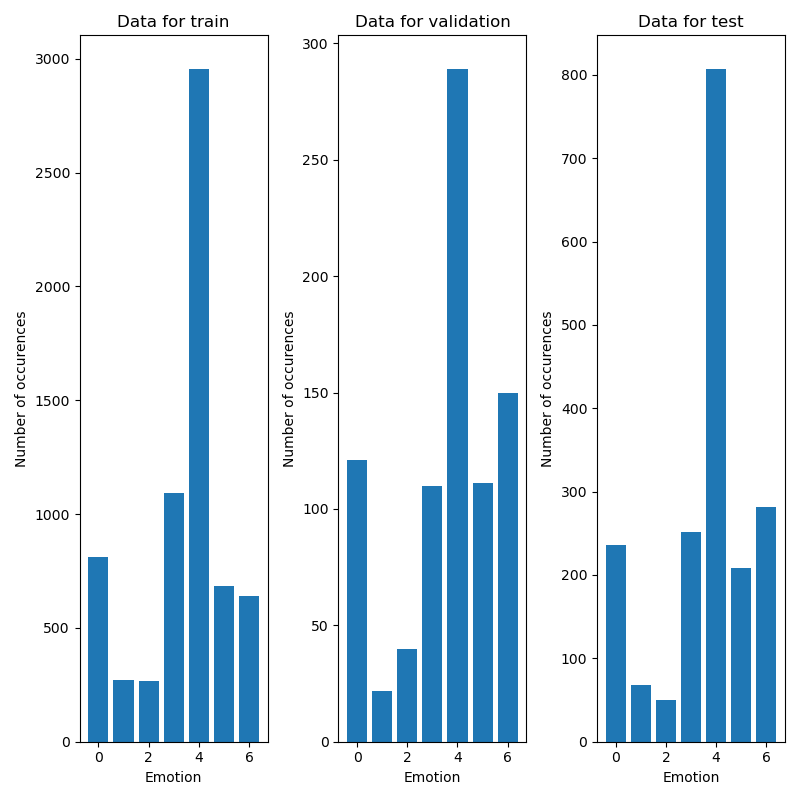 Data for train
Number of occurences
3000
2500
2000
1500
1000
500
0
0 2 4 6
Emotion
Data for validation
Number of occurences
300
250
200
150
100
50
0
0 2 4 6
Emotion
Data for test
Number of occurences
800
700
600
500
400
300
200
100
0
0 2 4 6
Emotion